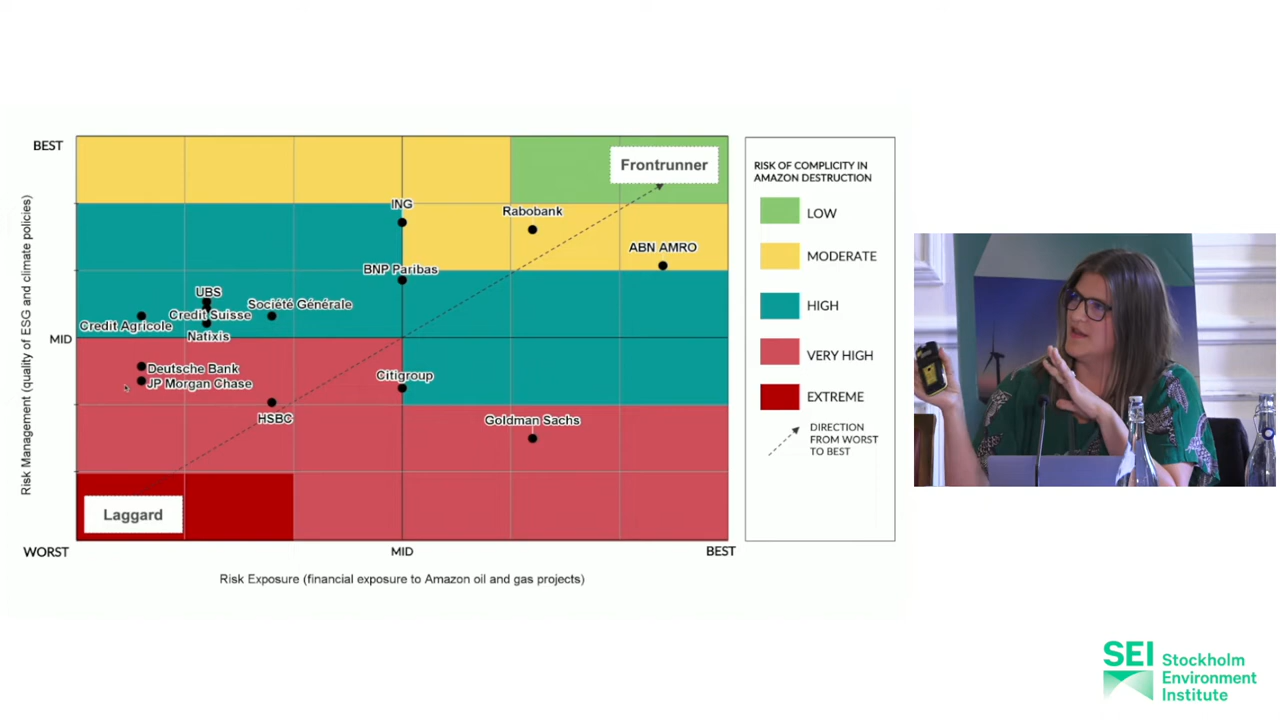 BEST
Frontrunner
ING
Rabobank
ABN AMRO
BNP Paribas
UBS
Société Générale
Credit Suisse
Credit Agricole
Natixis
MID
Deutsche Bank
JP Morgan Chase
Citigroup
HSBC
Goldman Sachs
Laggard
WORST
MID
BEST
Risk Management (quality of ESG and climate policies)
Risk Exposure (financial exposure to Amazon oil and gas projects)
RISK OF COMPLICITY IN
AMAZON DESTRUCTION
LOW
MODERATE
HIGH
VERY HIGH
EXTREME
DIRECTION
FROM WORST
TO BEST
SEI
Stockholm
Environment
Institute